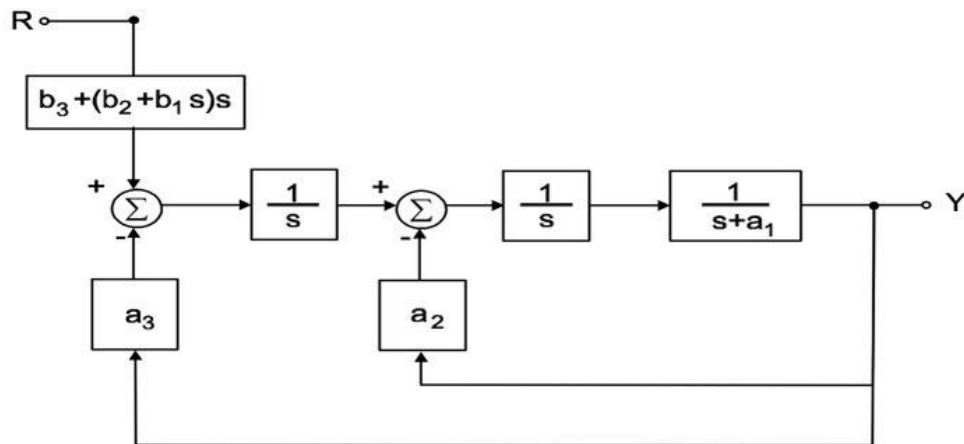 R
b₃+(b₂+b₁ s)s
+
Σ
-
1/s
+
Σ
-
1/s
1/(s+a₁)
Y
a₃
a₂